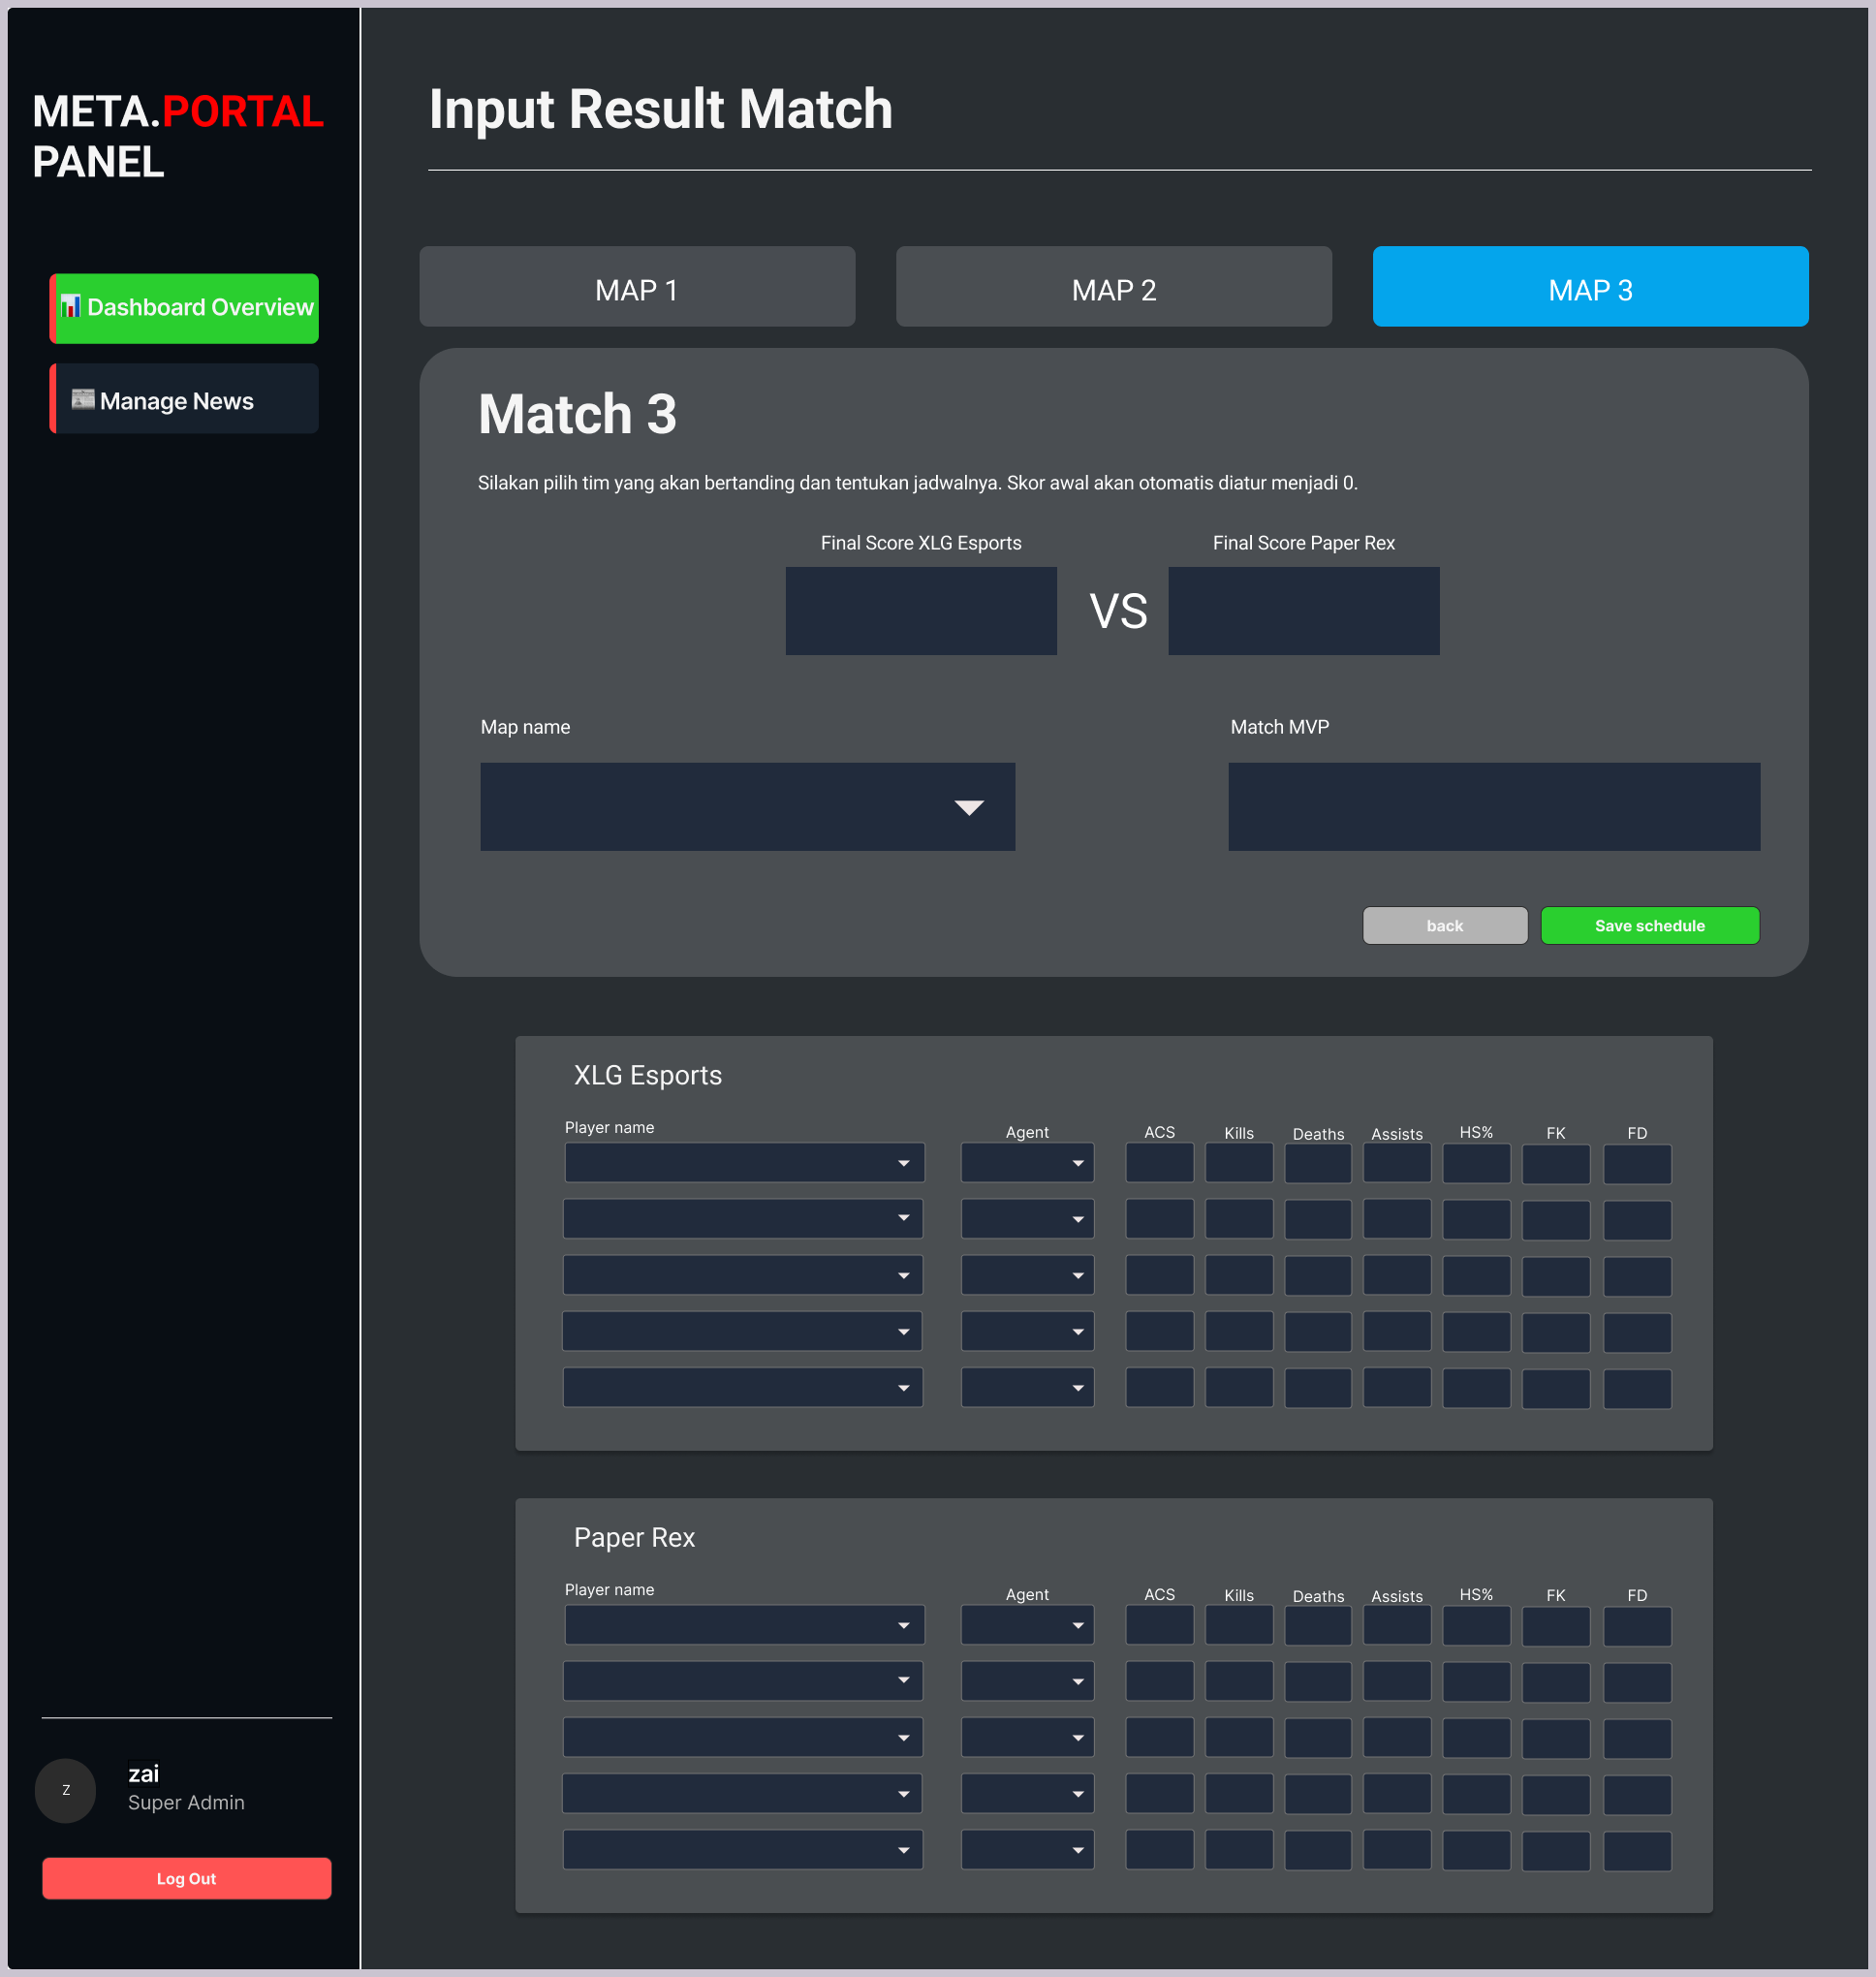 META.PORTAL
PANEL
Dashboard Overview
Manage News
Input Result Match
MAP 1
MAP 2
MAP 3
Match 3
Silakan pilih tim yang akan bertanding dan tentukan jadwalnya. Skor awal akan otomatis diatur menjadi 0.
Final Score XLG Esports
Final Score Paper Rex
VS
Map name
Match MVP
back
Save schedule
XLG Esports
Player name Agent ACS Kills Deaths Assists HS% FK FD
Paper Rex
Player name Agent ACS Kills Deaths Assists HS% FK FD
Z
zai
Super Admin
Log Out